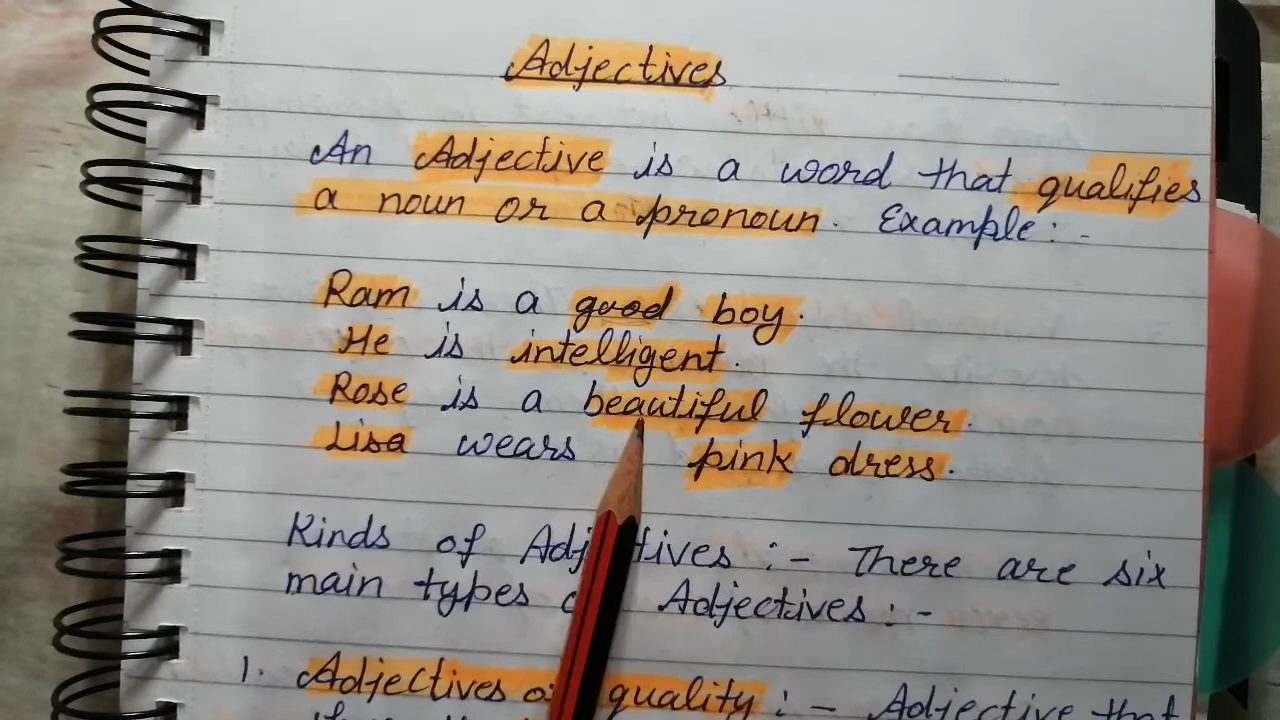 Adjectives
An Adjective is a word that qualifies
a noun or a pronoun. Example:-
Ram is a good boy.
He is intelligent.
Rose is a beautiful flower.
Lisa wears pink dress.
Kinds of Adjectives :- There are six
main types Adjectives :-
1. Adjectives of quality :- Adjective that